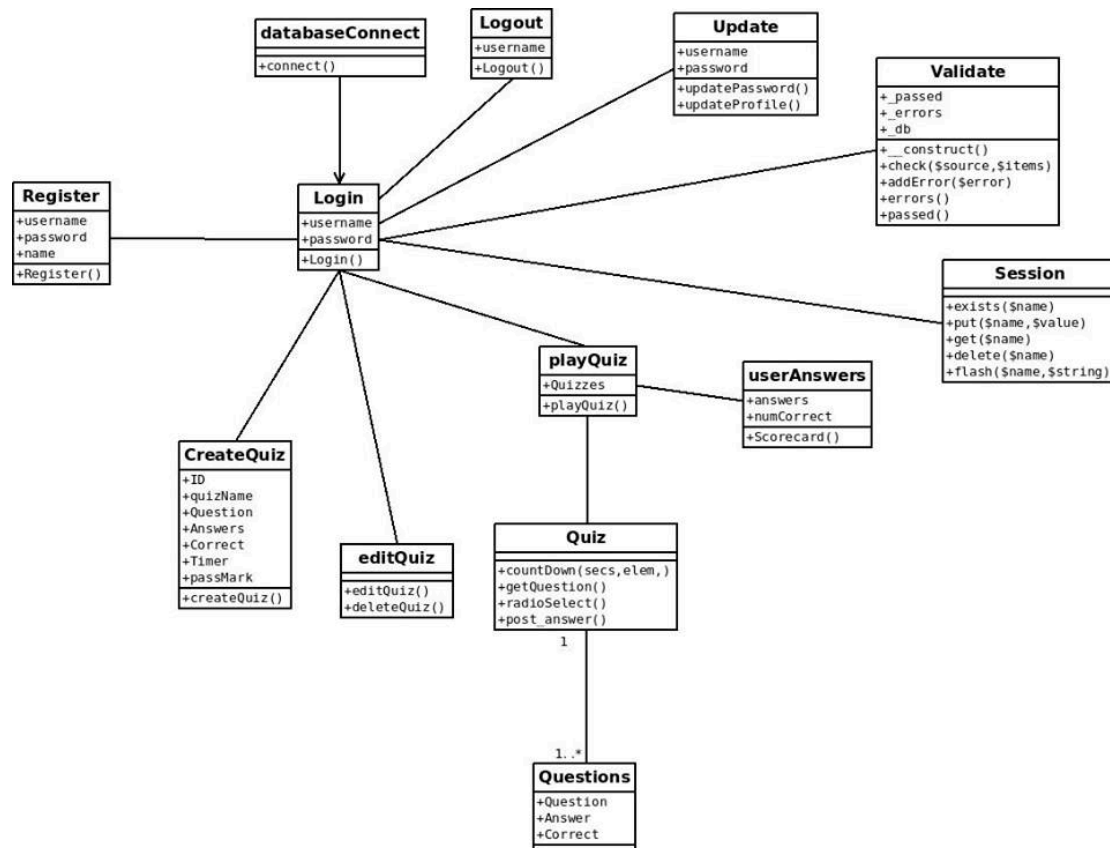 databaseConnect
+connect()
Logout
+username
+Logout()
Update
+username
+password
+updatePassword()
+updateProfile()
Validate
+_passed
+_errors
+_db
+__construct()
+check($source,$items)
+addError($error)
+errors()
+passed()
Register
+username
+password
+name
+Register()
Login
+username
+password
+Login()
Session
+exists($name)
+put($name,$value)
+get($name)
+delete($name)
+flash($name,$string)
playQuiz
+Quizzes
+playQuiz()
userAnswers
+answers
+numCorrect
+Scorecard()
CreateQuiz
+ID
+quizName
+Question
+Answers
+Correct
+Timer
+passMark
+createQuiz()
editQuiz
+editQuiz()
+deleteQuiz()
Quiz
+countDown(secs,elem,)
+getQuestion()
+radioSelect()
+post_answer()
1
1..*
Questions
+Question
+Answer
+Correct